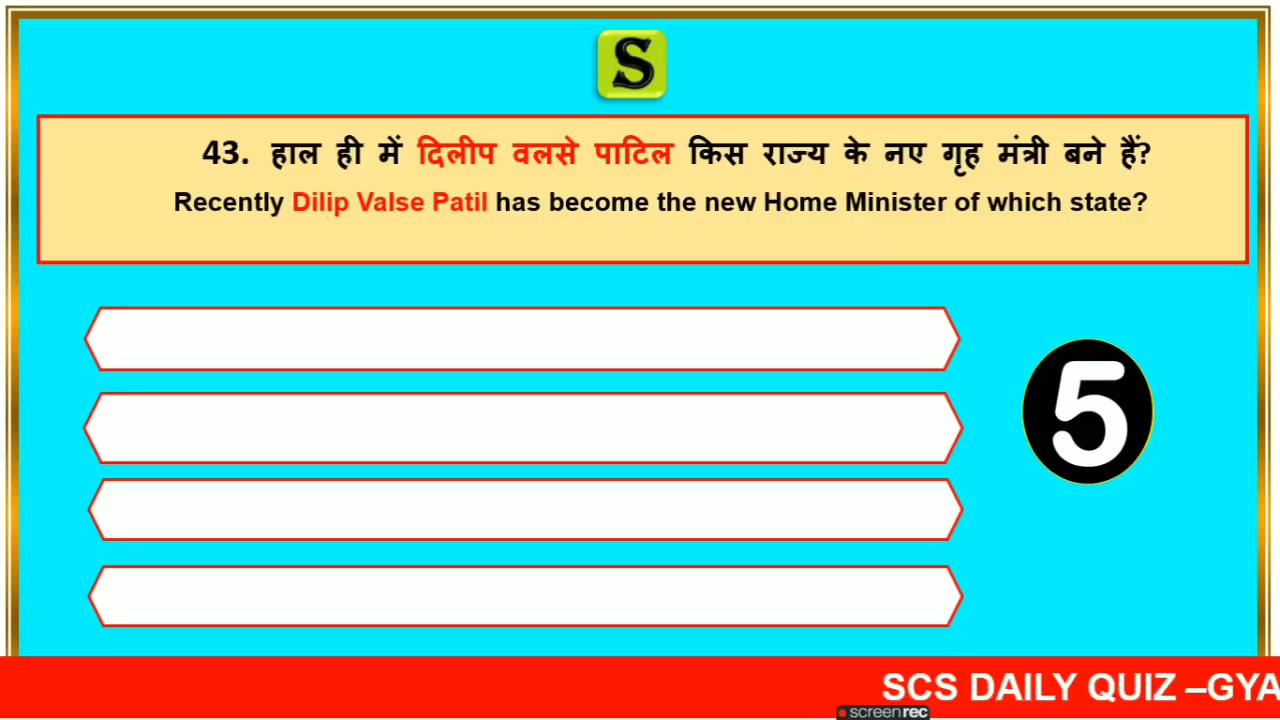 S
43. हाल ही में दिलीप वलसे पाटिल किस राज्य के नए गृह मंत्री बने हैं?
Recently Dilip Valse Patil has become the new Home Minister of which state?
5
SCS DAILY QUIZ –GYA
screenrec